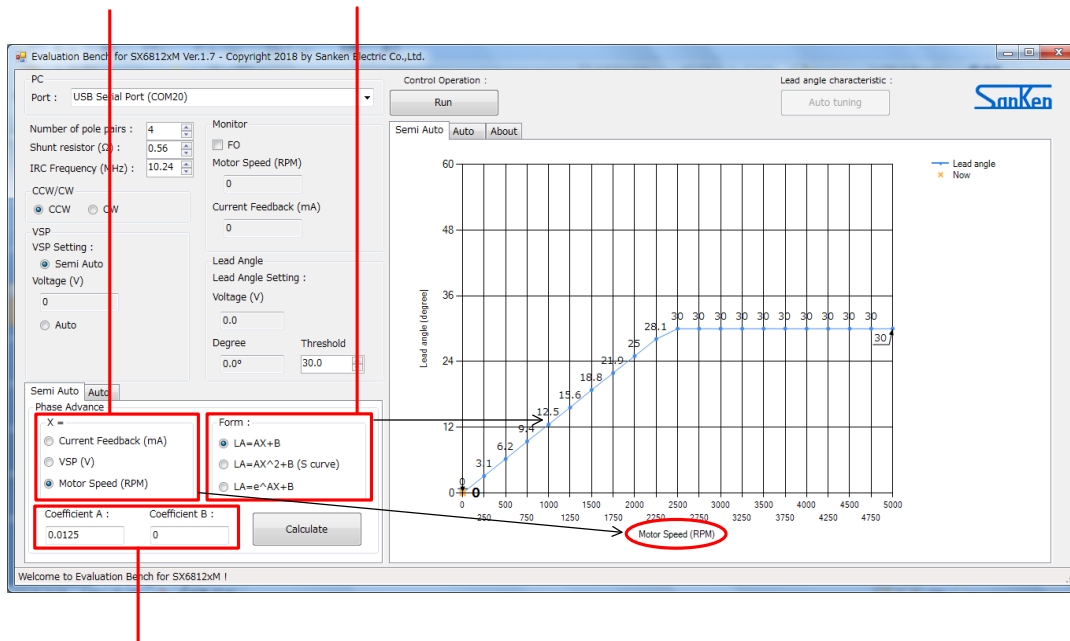 Evaluation Bench for SX6812xM Ver.1.7 - Copyright 2018 by Sanken Electric Co.,Ltd.
PC
Port : USB Serial Port (COM20)
Number of pole pairs : 4
Shunt resistor (Ω) : 0.56
IRC Frequency (MHz) : 10.24
CCW/CW
CCW CW
VSP
VSP Setting :
Semi Auto
Voltage (V)
0
Auto
Monitor
FO
Motor Speed (RPM)
0
Current Feedback (mA)
0
Lead Angle
Lead Angle Setting :
Voltage (V)
0.0
Degree Threshold
0.0° 30.0
Semi Auto Auto
Phase Advance
X =
Current Feedback (mA)
VSP (V)
Motor Speed (RPM)
Form :
LA=AX+B
LA=AX^2+B (S curve)
LA=e^AX+B
Coefficient A : Coefficient B :
0.0125 0
Calculate
Control Operation :
Run
Lead angle characteristic :
Auto tuning
SanKen
Semi Auto Auto About
Lead angle
Now
Lead angle [degree]
60
48
36
24
12
0
0 0 3.1 6.2 9.4 12.5 15.6 18.8 21.9 25 28.1 30 30 30 30 30 30 30 30 30 30
30
0 500 1000 1500 2000 2500 3000 3500 4000 4500 5000
250 750 1250 1750 2250 2750 3250 3750 4250 4750
Motor Speed (RPM)
Welcome to Evaluation Bench for SX6812xM !